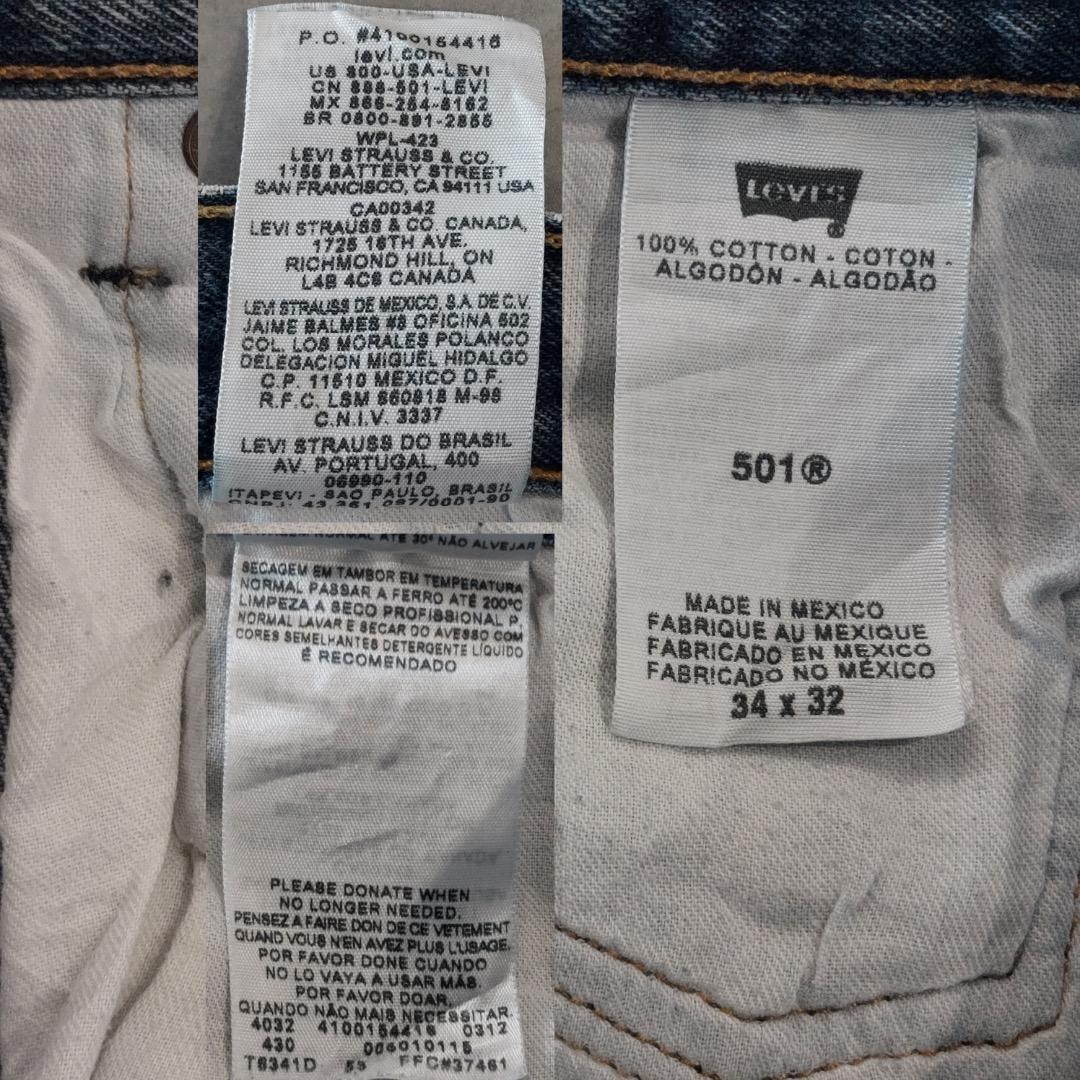 P.O. #4100154416
levi.com
US 800-USA-LEVI
CN 888-501-LEVI
MX 866-254-8162
BR 0800-891-2855
WPL-423
LEVI STRAUSS & CO.
1155 BATTERY STREET
SAN FRANCISCO, CA 94111 USA
CA00342
LEVI STRAUSS & CO. CANADA,
1725 16TH AVE.
RICHMOND HILL, ON
L4B 4C6 CANADA
LEVI STRAUSS DE MEXICO, S.A. DE C.V.
JAIME BALMES #8 OFICINA 602
COL. LOS MORALES POLANCO
DELEGACION MIGUEL HIDALGO
C.P. 11510 MEXICO D.F.
R.F.C. LSM
C.N.I.V. 3337
LEVI STRAUSS DO BRASIL
AV. PORTUGAL, 400
06690-110
ITAPEVI - SAO PAULO, BRASIL
NORMAL ATÉ 30° NÃO ALVEJAR
SECAGEM EM TAMBOR EM TEMPERATURA
NORMAL PASSAR A FERRO ATÉ 200ºC
LIMPEZA A SECO PROFISSIONAL P,
NORMAL LAVAR E SECAR DO AVESSO COM
CORES SEMELHANTES DETERGENTE LÍQUIDO
É RECOMENDADO
PLEASE DONATE WHEN
NO LONGER NEEDED.
PENSEZ A FAIRE DON DE CE VETEMENT
QUAND VOUS N'EN AVEZ PLUS L'USAGE.
POR FAVOR DONE CUANDO
NO LO VAYA A USAR MÁS.
POR FAVOR DOAR.
QUANDO NÃO MAIS NECESSITAR.
4032 4100154416 0312
430 005010115
T6341D FFC#37461
LEVI'S
®
100% COTTON - COTON -
ALGODÓN - ALGODÃO
501®
MADE IN MEXICO
FABRIQUE AU MEXIQUE
FABRICADO EN MEXICO
FABRICADO NO MÉXICO
34 x 32